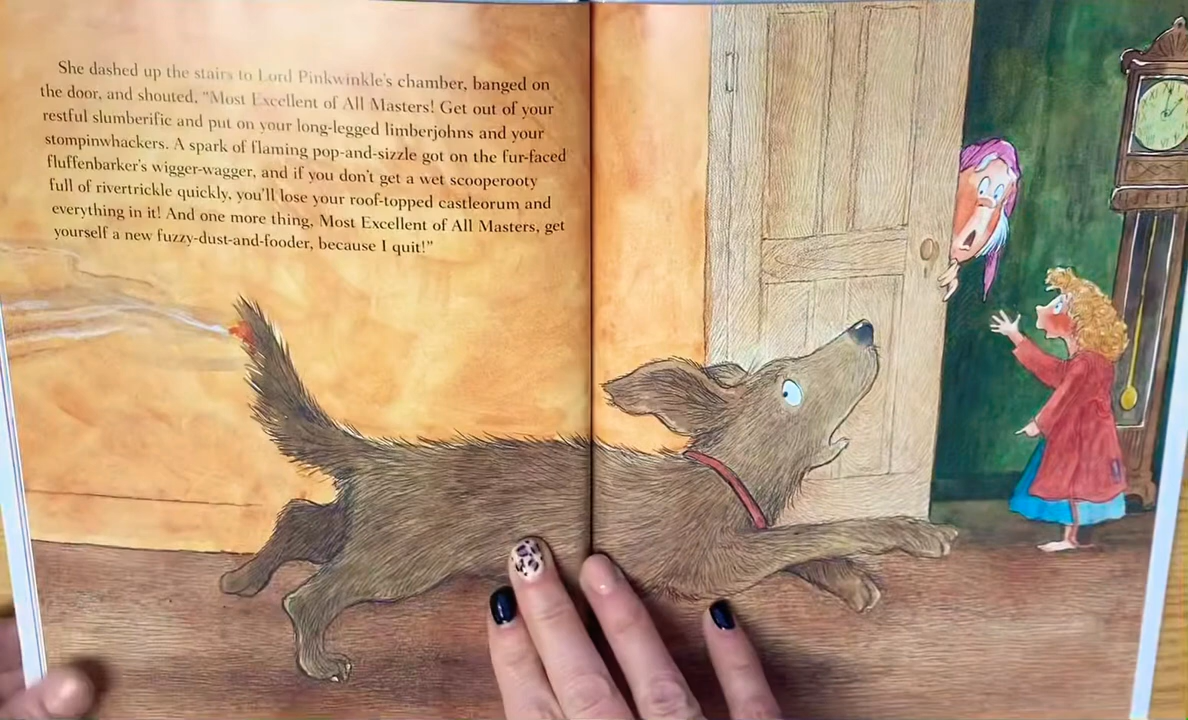 She dashed up the stairs to Lord Pinkwinkle's chamber, banged on
the door, and shouted, "Most Excellent of All Masters! Get out of your
restful slumberific and put on your long-legged limberjohns and your
stompinwhackers. A spark of flaming pop-and-sizzle got on the fur-faced
fluffenbarker's wigger-wagger, and if you don't get a wet scooperooty
full of rivertrickle quickly, you'll lose your roof-topped castleorum and
everything in it! And one more thing, Most Excellent of All Masters, get
yourself a new fuzzy-dust-and-fooder, because I quit!"